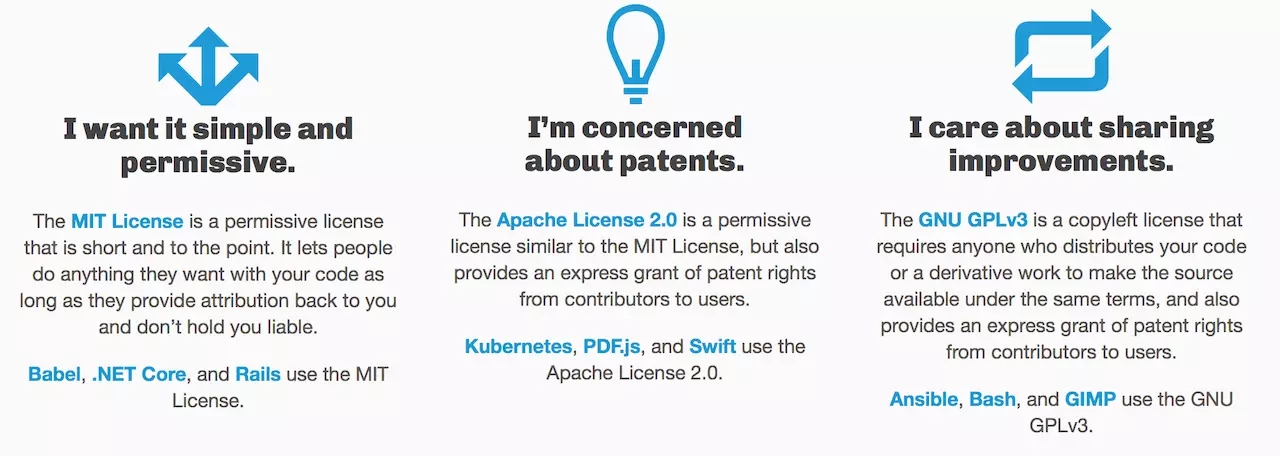 I want it simple and
permissive.
The MIT License is a permissive license
that is short and to the point. It lets people
do anything they want with your code as
long as they provide attribution back to you
and don’t hold you liable.
Babel, .NET Core, and Rails use the MIT
License.
I’m concerned
about patents.
The Apache License 2.0 is a permissive
license similar to the MIT License, but also
provides an express grant of patent rights
from contributors to users.
Kubernetes, PDF.js, and Swift use the
Apache License 2.0.
I care about sharing
improvements.
The GNU GPLv3 is a copyleft license that
requires anyone who distributes your code
or a derivative work to make the source
available under the same terms, and also
provides an express grant of patent rights
from contributors to users.
Ansible, Bash, and GIMP use the GNU
GPLv3.